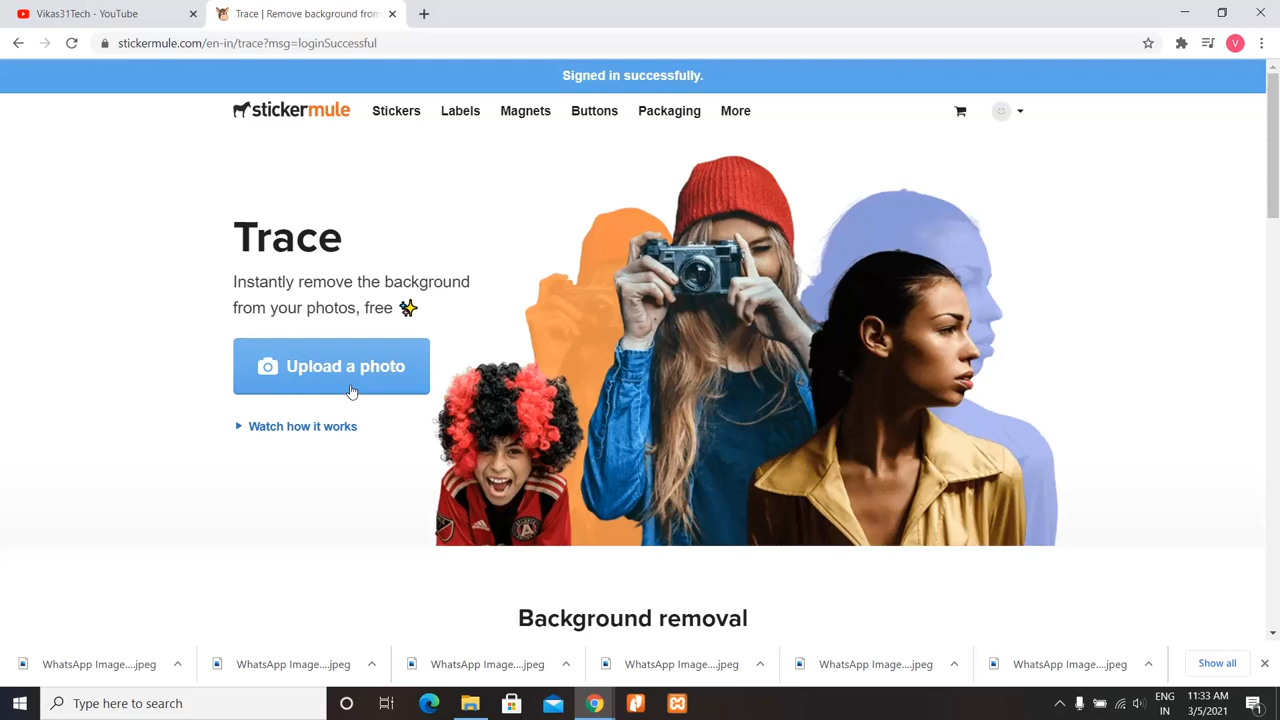 Vikas31Tech - YouTube
Trace | Remove background from
stickermule.com/en-in/trace?msg=loginSuccessful
V
Signed in successfully.
stickermule Stickers Labels Magnets Buttons Packaging More
Trace
Instantly remove the background
from your photos, free
Upload a photo
Watch how it works
Background removal
WhatsApp Image....jpeg WhatsApp Image....jpeg WhatsApp Image....jpeg WhatsApp Image....jpeg WhatsApp Image....jpeg WhatsApp Image....jpeg Show all
Type here to search
ENG
IN
11:33 AM
3/5/2021
1